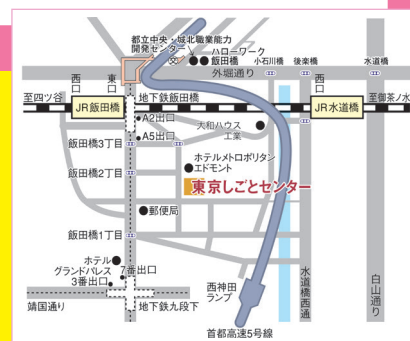 都立中央・城北職業能力
開発センター
ハローワーク
飯田橋
小石川橋
後楽橋
水道橋
外堀通り
西口
東口
西口
至四ツ谷
JR飯田橋
地下鉄飯田橋
JR水道橋
至御茶ノ水
A2出口
A5出口
大和ハウス
工業
飯田橋3丁目
ホテルメトロポリタン
エドモント
飯田橋2丁目
東京しごとセンター
郵便局
飯田橋1丁目
ホテル
グランドパレス
7番出口
3番出口
西神田
ランプ
水道橋西通
白山通り
靖国通り
地下鉄九段下
首都高速5号線